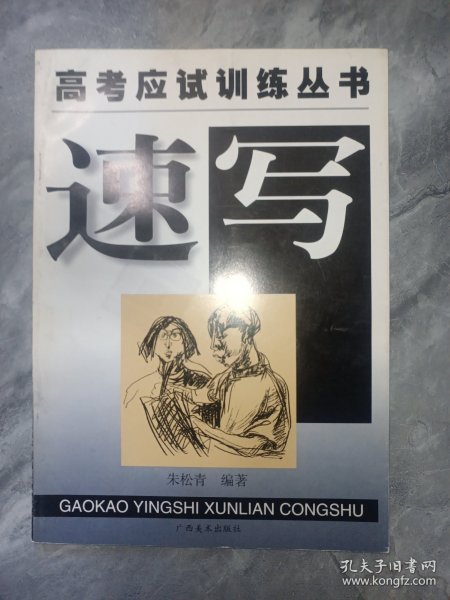 高考应试训练丛书
速写
朱松青 编著
GAOKAO YINGSHI XUNLIAN CONGSHU
广西美术出版社
孔夫子旧书网
www.kongfz.com